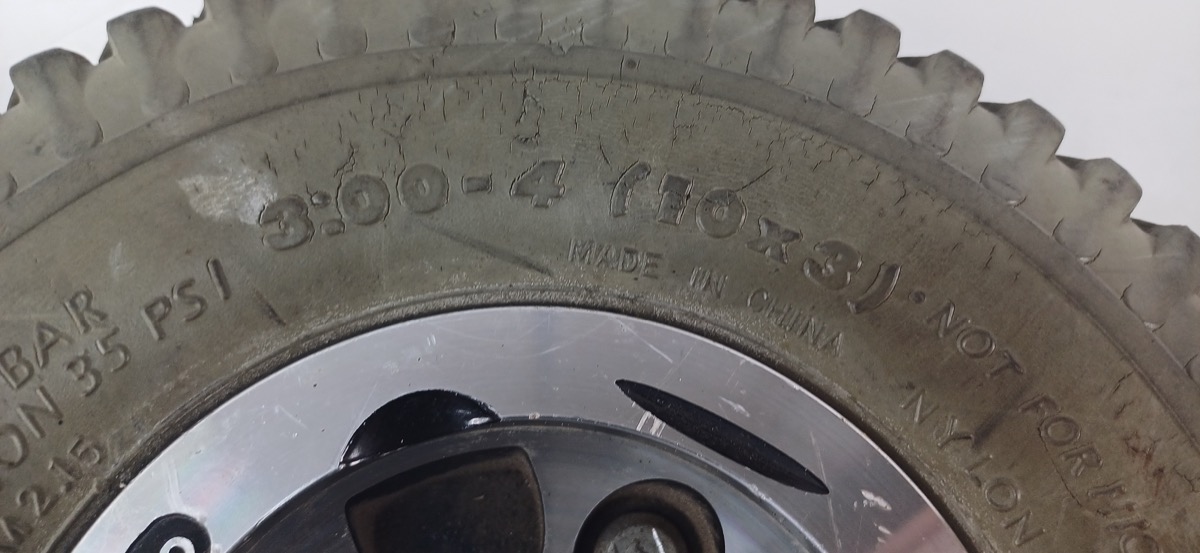 BAR
35 PSI
2.15
3:00-4 (10x3) • NOT FOR
MADE IN CHINA
NYLON